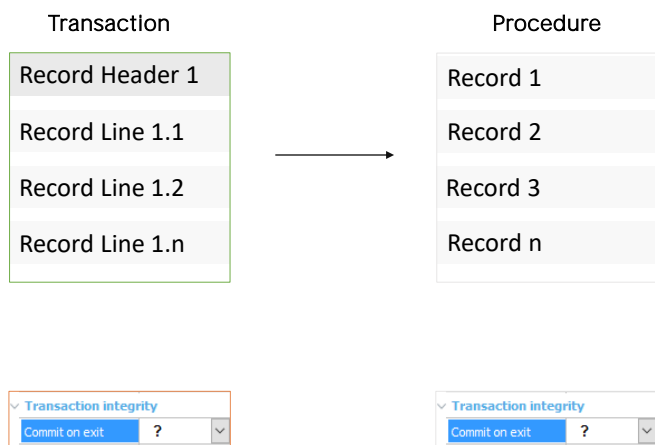 Transaction
Record Header 1
Record Line 1.1
Record Line 1.2
Record Line 1.n
Procedure
Record 1
Record 2
Record 3
Record n
Transaction integrity
Commit on exit ?
Transaction integrity
Commit on exit ?